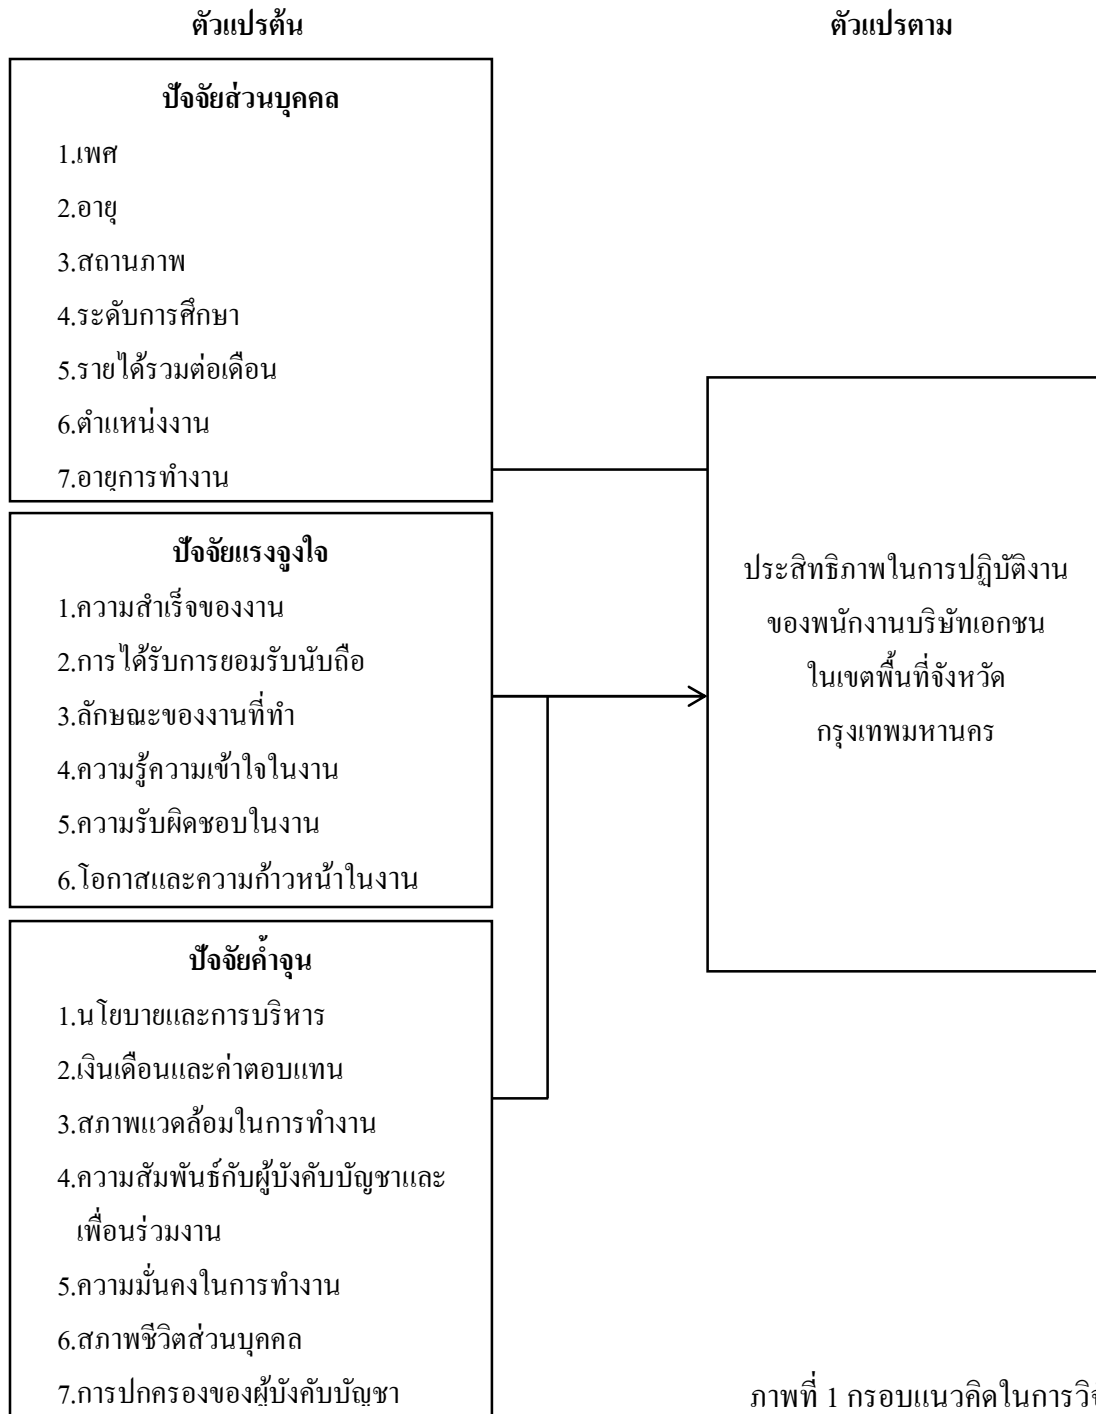 ตัวแปรต้น
ตัวแปรตาม
ปัจจัยส่วนบุคคล
1.เพศ
2.อายุ
3.สถานภาพ
4.ระดับการศึกษา
5.รายได้รวมต่อเดือน
6.ตำแหน่งงาน
7.อายุการทำงาน
ปัจจัยแรงจูงใจ
1.ความสำเร็จของงาน
2.การได้รับการยอมรับนับถือ
3.ลักษณะของงานที่ทำ
4.ความรู้ความเข้าใจในงาน
5.ความรับผิดชอบในงาน
6.โอกาสและความก้าวหน้าในงาน
ปัจจัยค้ำจุน
1.นโยบายและการบริหาร
2.เงินเดือนและค่าตอบแทน
3.สภาพแวดล้อมในการทำงาน
4.ความสัมพันธ์กับผู้บังคับบัญชาและ
เพื่อนร่วมงาน
5.ความมั่นคงในการทำงาน
6.สภาพชีวิตส่วนบุคคล
7.การปกครองของผู้บังคับบัญชา
ประสิทธิภาพในการปฏิบัติงาน
ของพนักงานบริษัทเอกชน
ในเขตพื้นที่จังหวัด
กรุงเทพมหานคร
ภาพที่ 1 กรอบแนวคิดในการวิจ